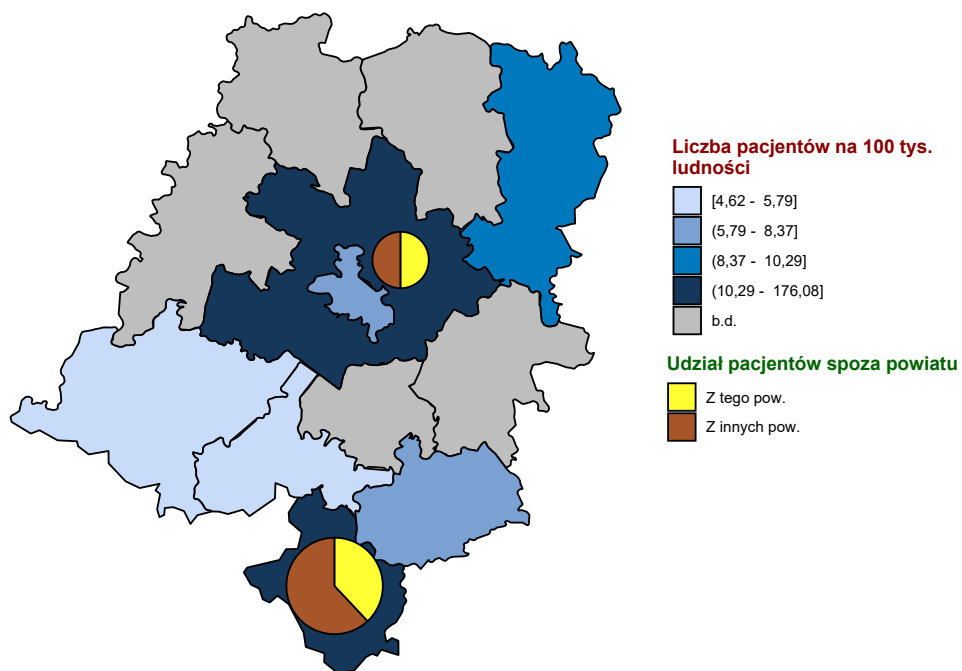 Liczba pacjentów na 100 tys.
ludności
[4,62 - 5,79]
(5,79 - 8,37]
(8,37 - 10,29]
(10,29 - 176,08]
b.d.
Udział pacjentów spoza powiatu
Z tego pow.
Z innych pow.